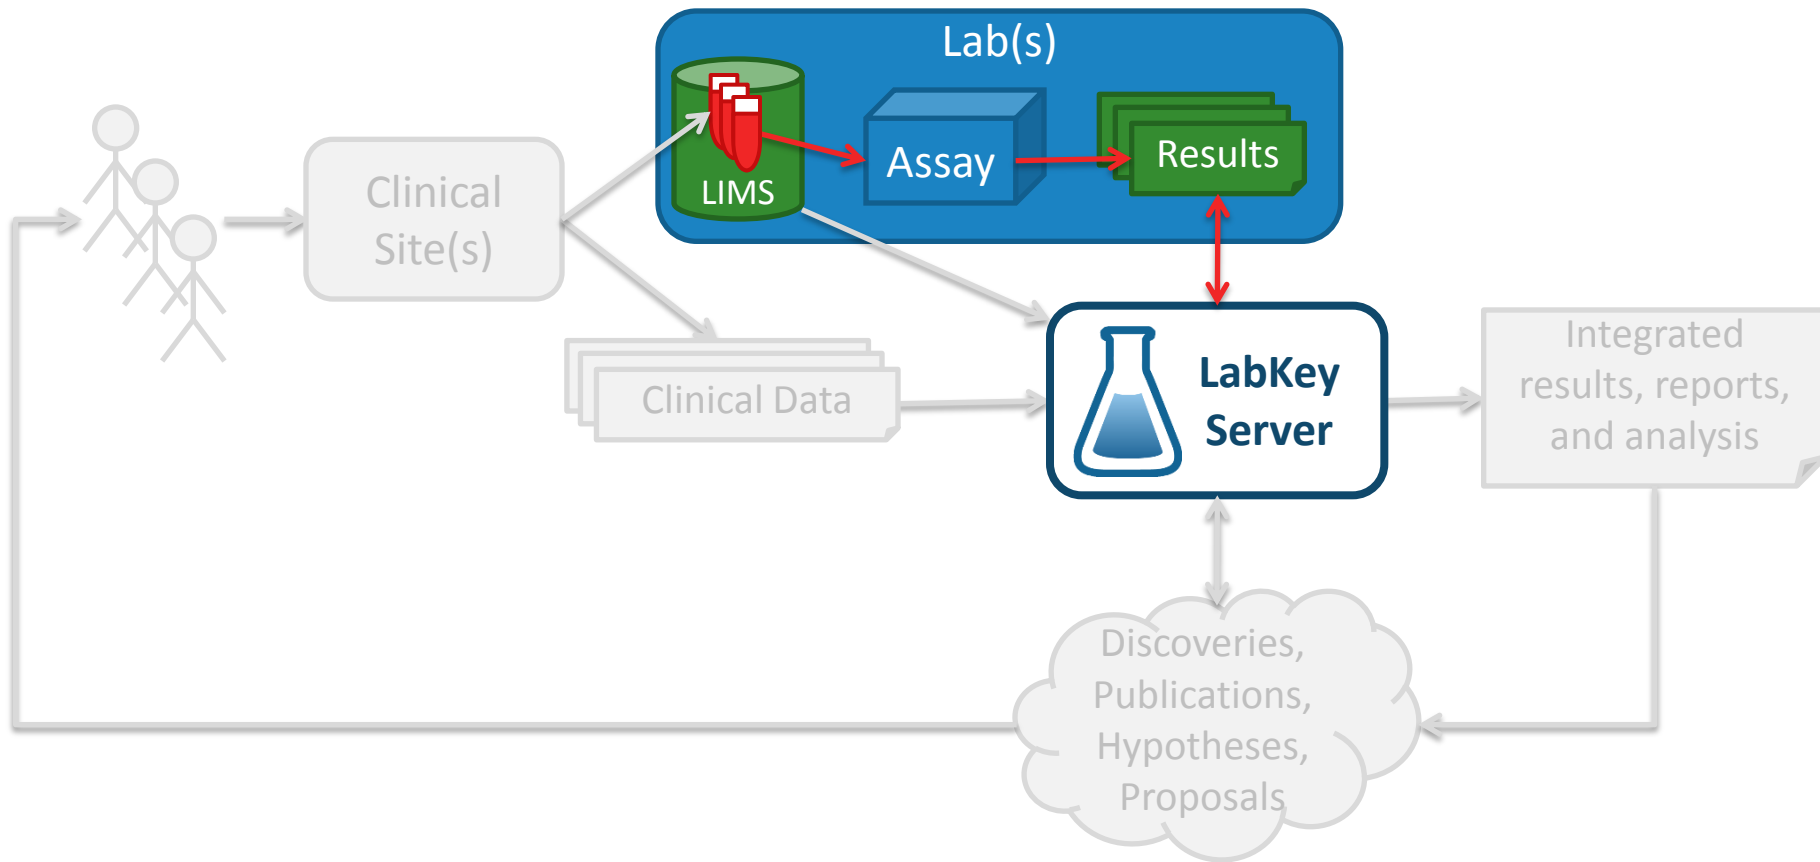 Lab(s)
LIMS
Assay
Results
Clinical
Site(s)
Clinical Data
LabKey
Server
Integrated
results, reports,
and analysis
Discoveries,
Publications,
Hypotheses,
Proposals